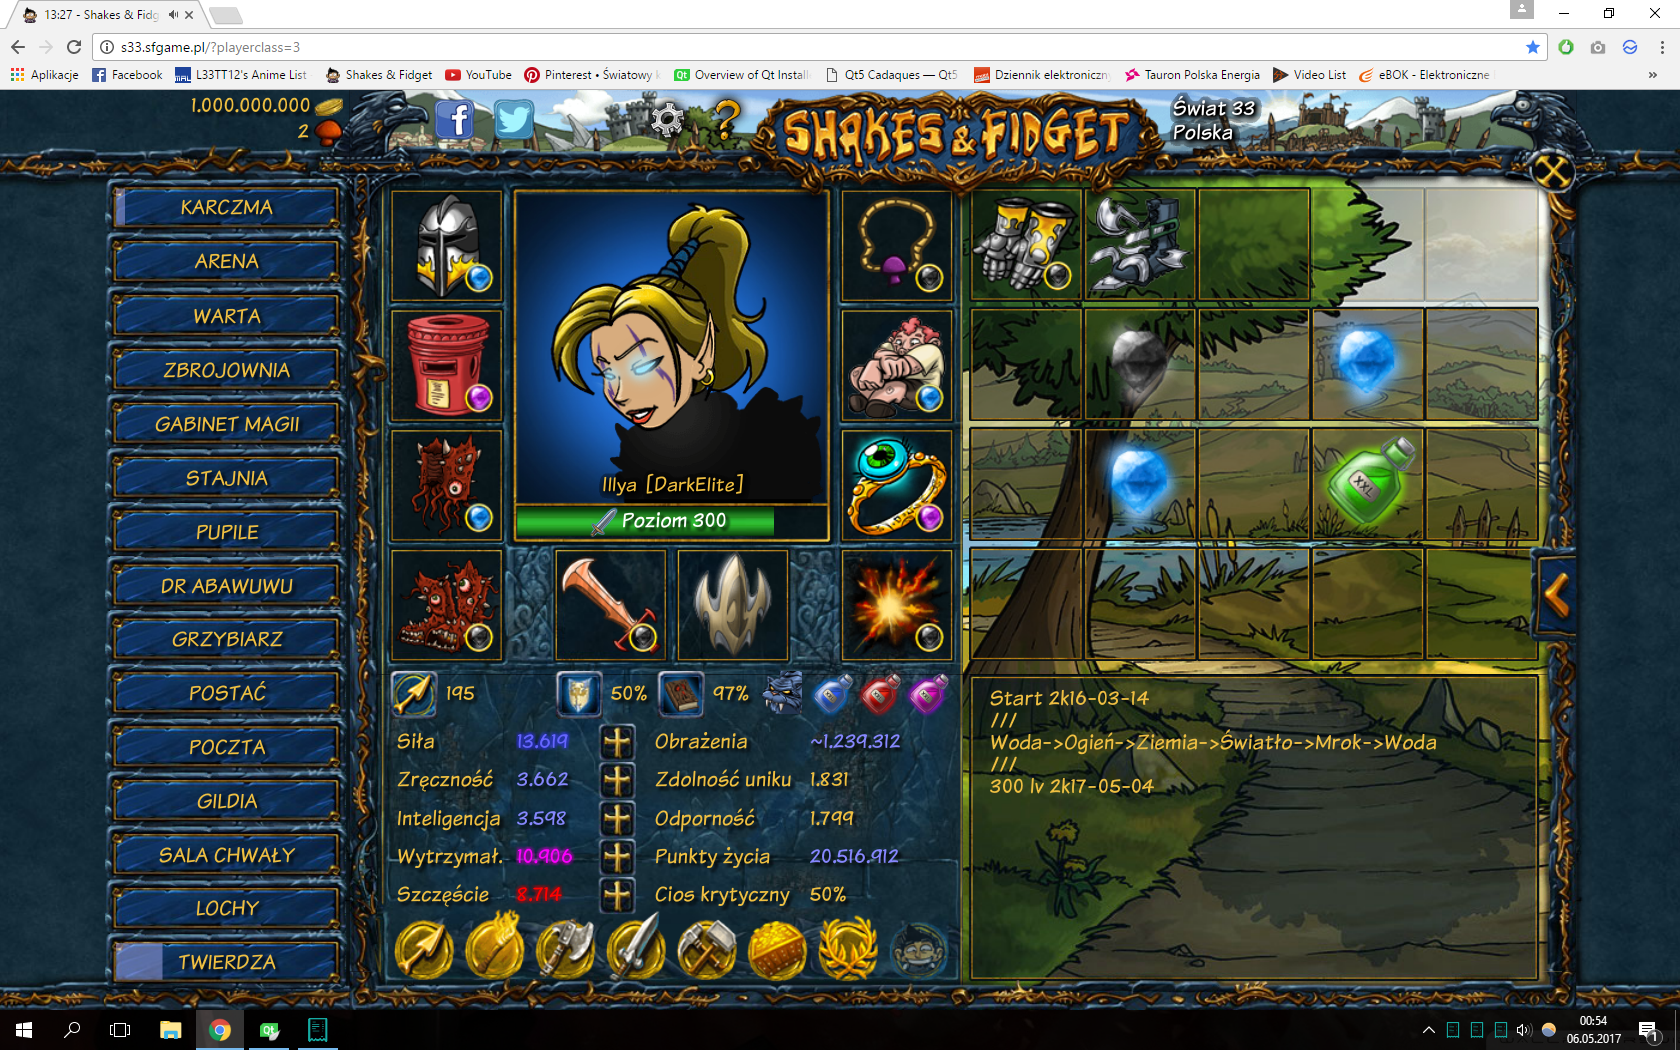 13:27 - Shakes & Fidg
s33.sfgame.pl/?playerclass=3
Aplikacje
Facebook
L33TT12's Anime List
Shakes & Fidget
YouTube
Pinterest • Światowy
Overview of Qt Install
Qt5 Cadaques — Qt5
Dziennik elektroniczny
Tauron Polska Energia
Video List
eBOK - Elektroniczne
»
1.000.000.000
2
SHAKES & FIDGET
Świat 33
Polska
KARCZMA
ARENA
WARTA
ZBROJOWNIA
GABINET MAGII
STAJNIA
PUPILE
DR ABAWUWU
GRZYBIARZ
POSTAĆ
POCZTA
GILDIA
SALA CHWAŁY
LOCHY
TWIERDZA
Illya [DarkElite]
Poziom 300
195
50%
97%
Siła 13.619
Obrażenia ~1.239.312
Zręczność 3.662
Zdolność uniku 1.831
Inteligencja 3.598
Odporność 1.799
Wytrzymał. 10.906
Punkty życia 20.516.912
Szczęście 8.714
Cios krytyczny 50%
XXL
Start 2k16-03-14
///
Woda->Ogień->Ziemia->Światło->Mrok->Woda
///
300 lv 2k17-05-04
00:54
06.05.2017
1